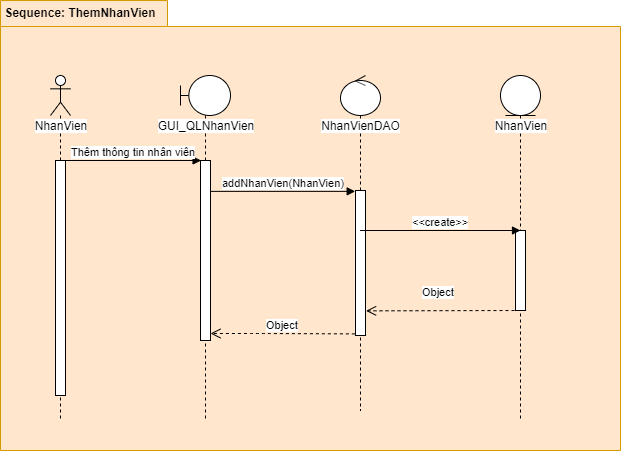 Sequence: ThemNhanVien
NhanVien
GUI_QLNhanVien
NhanVienDAO
NhanVien
Thêm thông tin nhân viên
addNhanVien(NhanVien)
<<create>>
Object
Object